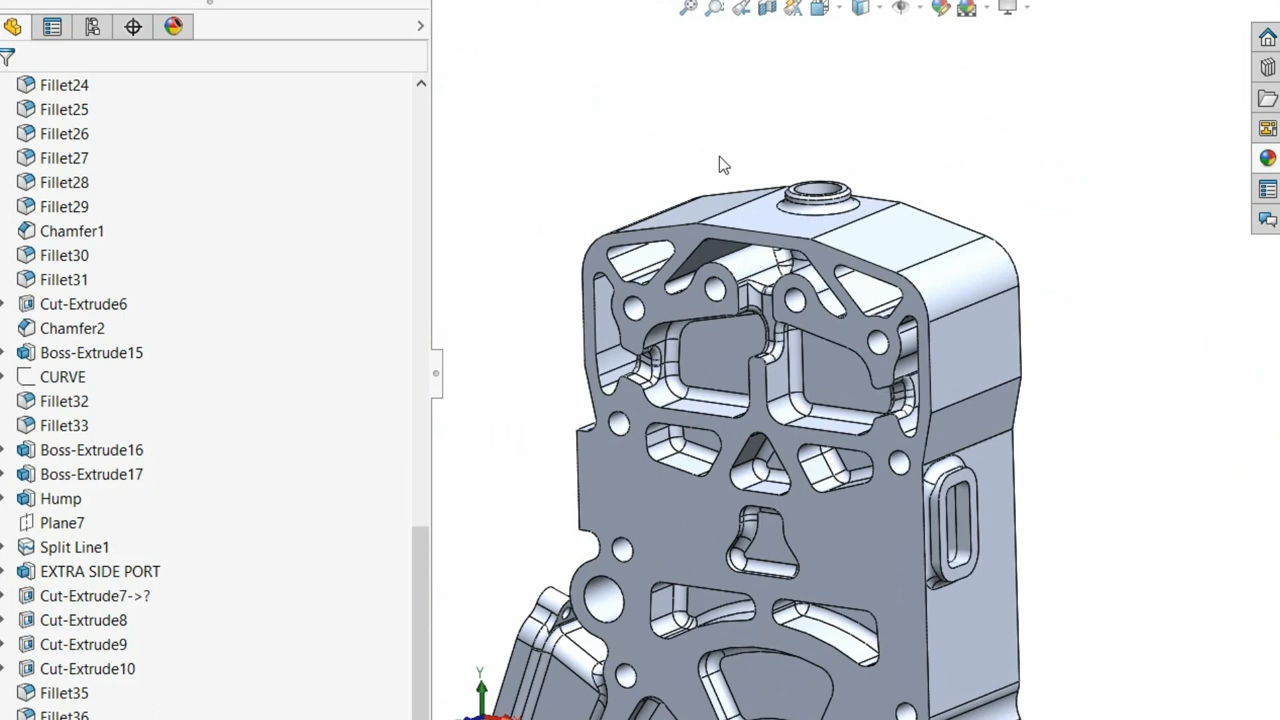 Fillet24
Fillet25
Fillet26
Fillet27
Fillet28
Fillet29
Chamfer1
Fillet30
Fillet31
Cut-Extrude6
Chamfer2
Boss-Extrude15
CURVE
Fillet32
Fillet33
Boss-Extrude16
Boss-Extrude17
Hump
Plane7
Split Line1
EXTRA SIDE PORT
Cut-Extrude7->?
Cut-Extrude8
Cut-Extrude9
Cut-Extrude10
Fillet35
Fillet36
Y